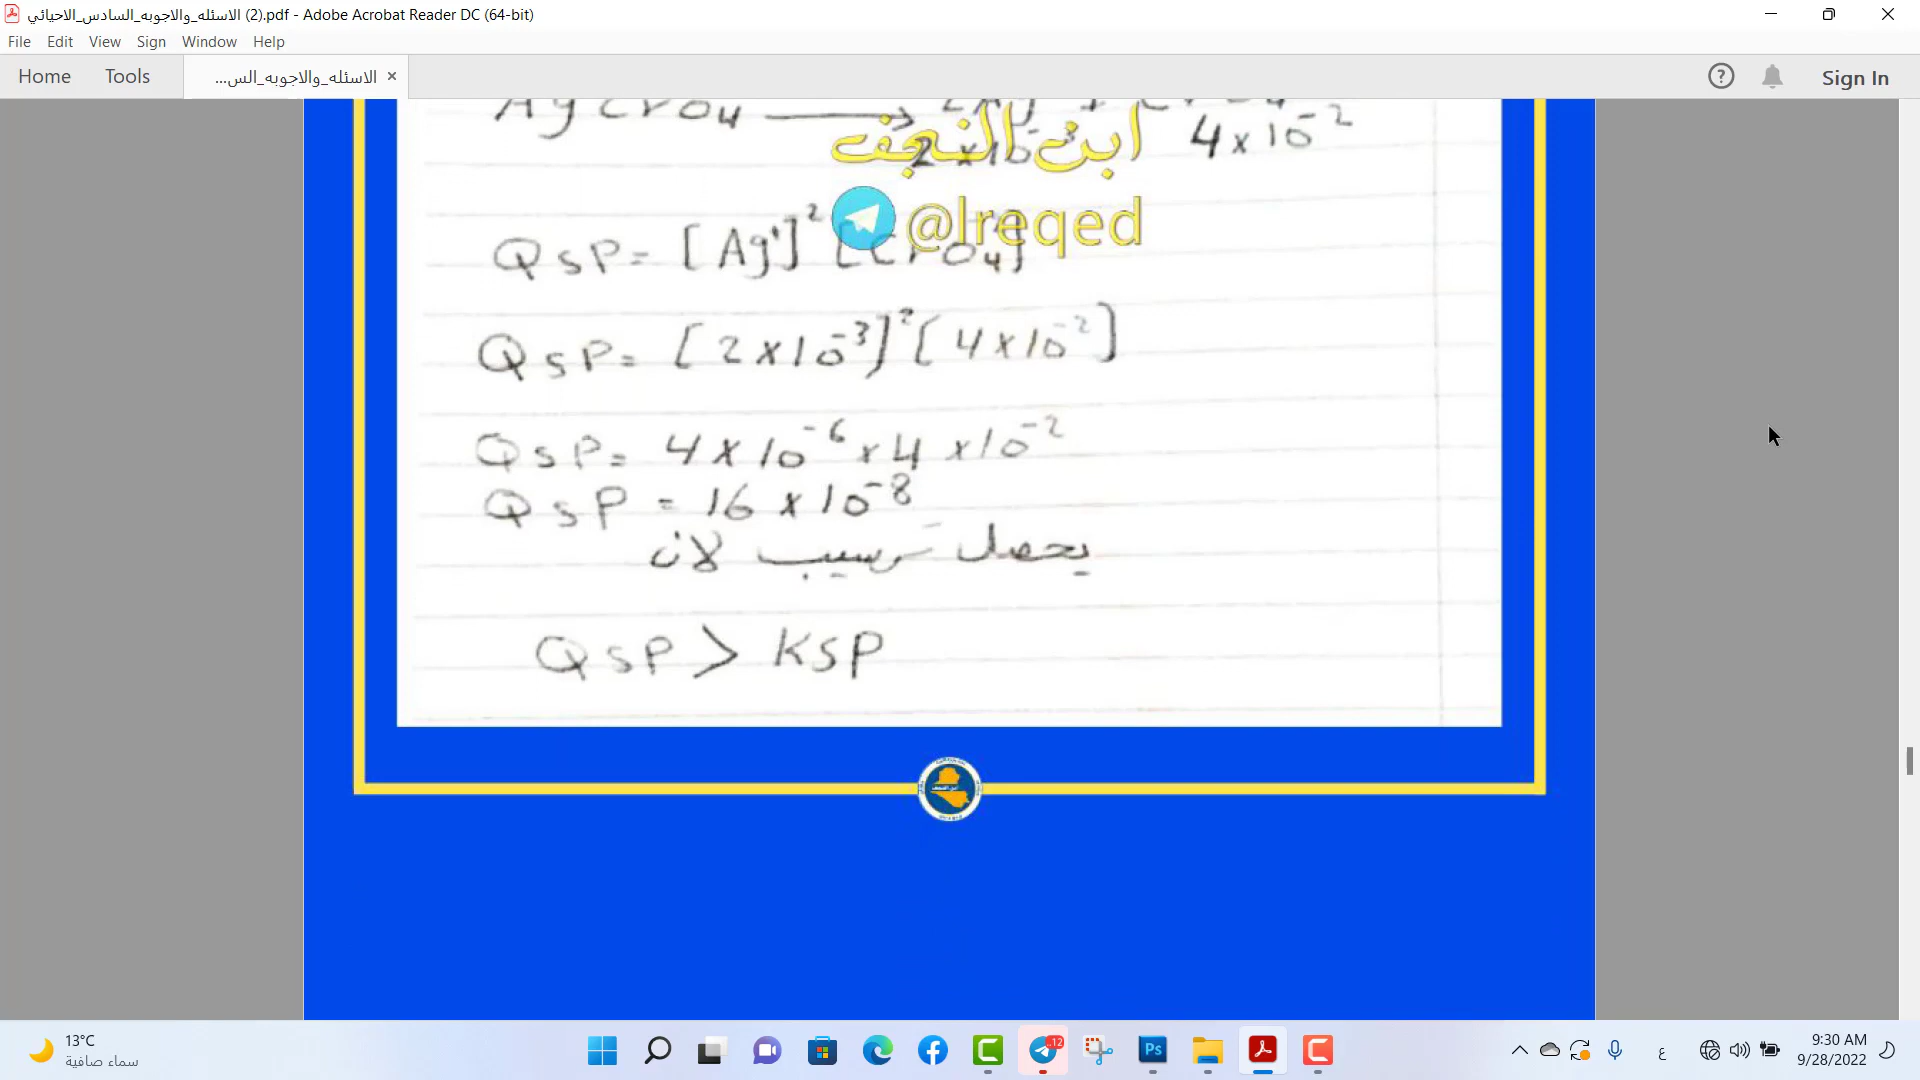 الاسئله_والاجوبه_السادس_الاحيائي (2).pdf - Adobe Acrobat Reader DC (64-bit)
File Edit View Sign Window Help
Home Tools الاسئله_والاجوبه_الس... × Sign In
4x10⁻²
ابن النجف
@Ireqed
QsP= [Ag⁺]² [CrO₄]
QsP= [2x10⁻³]² [4x10⁻²]
QsP= 4x10⁻⁶ x 4 x10⁻²
QsP = 16 x 10⁻⁸
يحصل ترسيب لان
QsP > KSP
13°C
سماء صافية
12
ع
9:30 AM
9/28/2022